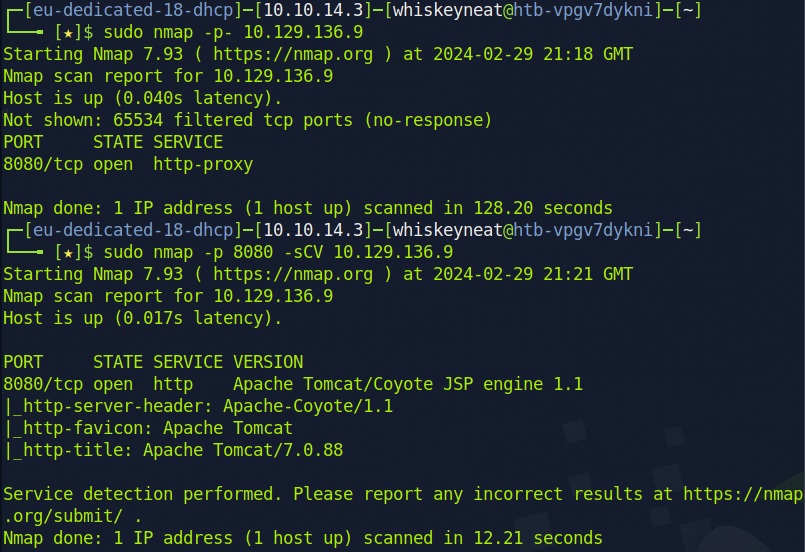 ┌─[eu-dedicated-18-dhcp]─[10.10.14.3]─[whiskeyneat@htb-vpgv7dykni]─[~]
└──╼ [★]$ sudo nmap -p- 10.129.136.9
Starting Nmap 7.93 ( https://nmap.org ) at 2024-02-29 21:18 GMT
Nmap scan report for 10.129.136.9
Host is up (0.040s latency).
Not shown: 65534 filtered tcp ports (no-response)
PORT     STATE SERVICE
8080/tcp open  http-proxy

Nmap done: 1 IP address (1 host up) scanned in 128.20 seconds
┌─[eu-dedicated-18-dhcp]─[10.10.14.3]─[whiskeyneat@htb-vpgv7dykni]─[~]
└──╼ [★]$ sudo nmap -p 8080 -sCV 10.129.136.9
Starting Nmap 7.93 ( https://nmap.org ) at 2024-02-29 21:21 GMT
Nmap scan report for 10.129.136.9
Host is up (0.017s latency).

PORT     STATE SERVICE VERSION
8080/tcp open  http    Apache Tomcat/Coyote JSP engine 1.1
|_http-server-header: Apache-Coyote/1.1
|_http-favicon: Apache Tomcat
|_http-title: Apache Tomcat/7.0.88

Service detection performed. Please report any incorrect results at https://nmap
.org/submit/ .
Nmap done: 1 IP address (1 host up) scanned in 12.21 seconds